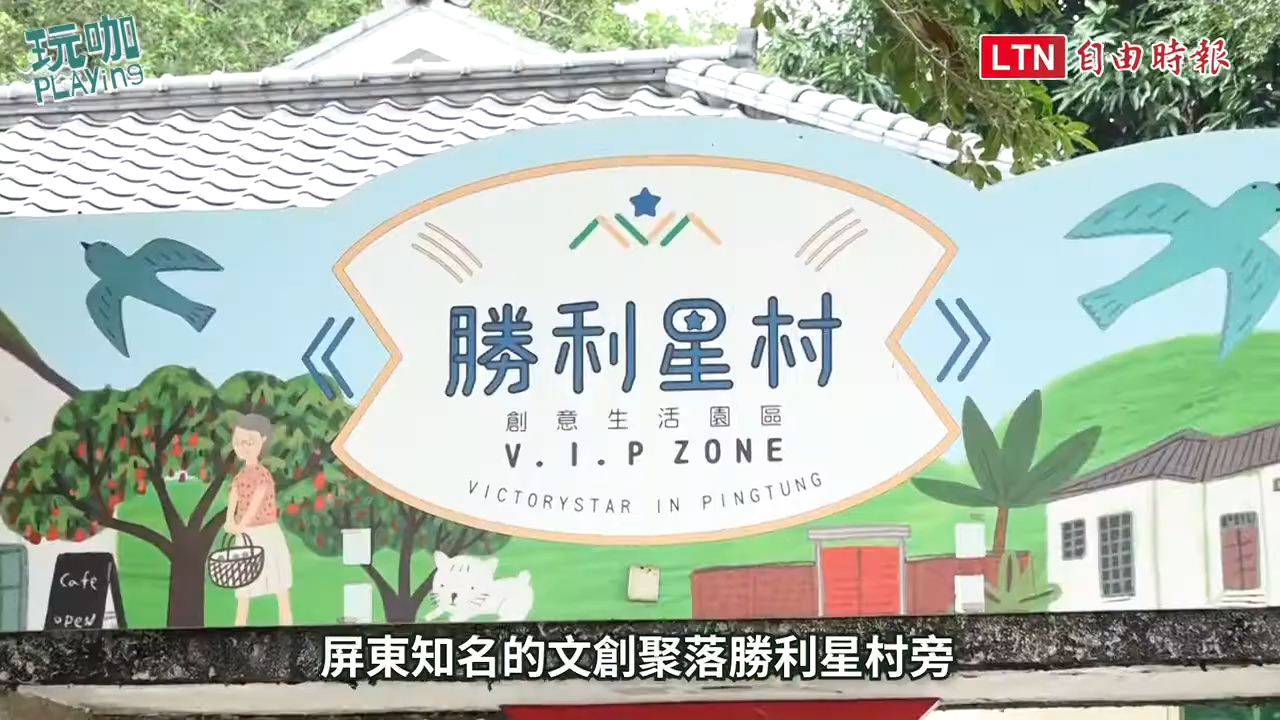 玩咖
PLAYing
LTN 自由時報
勝利星村
創意生活園區
V.I.P ZONE
VICTORYSTAR IN PINGTUNG
Cafe
OPEN
屏東知名的文創聚落勝利星村旁